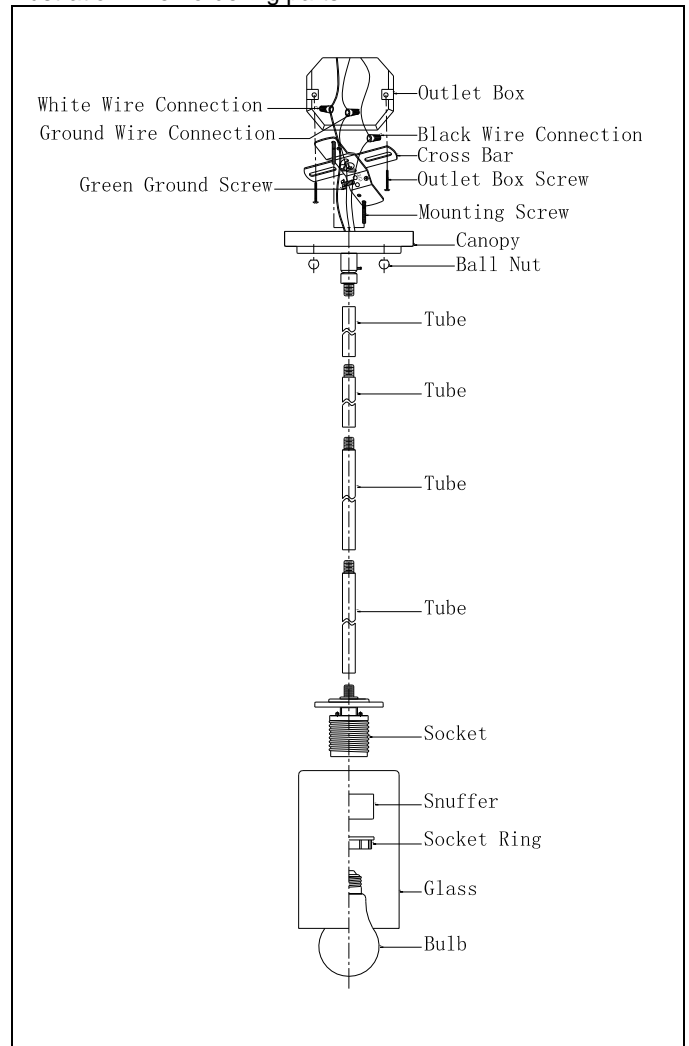 White Wire Connection
Outlet Box
Ground Wire Connection
Black Wire Connection
Cross Bar
Green Ground Screw
Outlet Box Screw
Mounting Screw
Canopy
Ball Nut
Tube
Tube
Tube
Tube
Socket
Snuffer
Socket Ring
Glass
Bulb